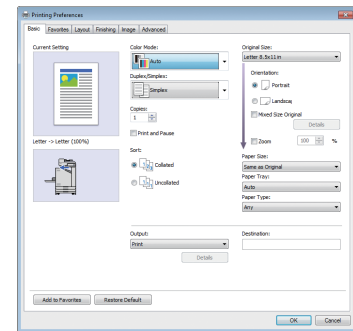 Printing Preferences
Basic Favorites Layout Finishing Image Advanced
Current Setting
Letter -> Letter (100%)
Color Mode:
Auto
Duplex/Simplex:
Simplex
Copies:
1
Print and Pause
Sort:
Collated
Uncollated
Output:
Print
Details
Original Size:
Letter 8.5x11in
Orientation:
Portrait
Landscap
Mixed Size Original
Details
Zoom 100 %
Paper Size:
Same as Original
Paper Tray:
Auto
Paper Type:
Any
Destination:
Add to Favorites Restore Default
OK Cancel